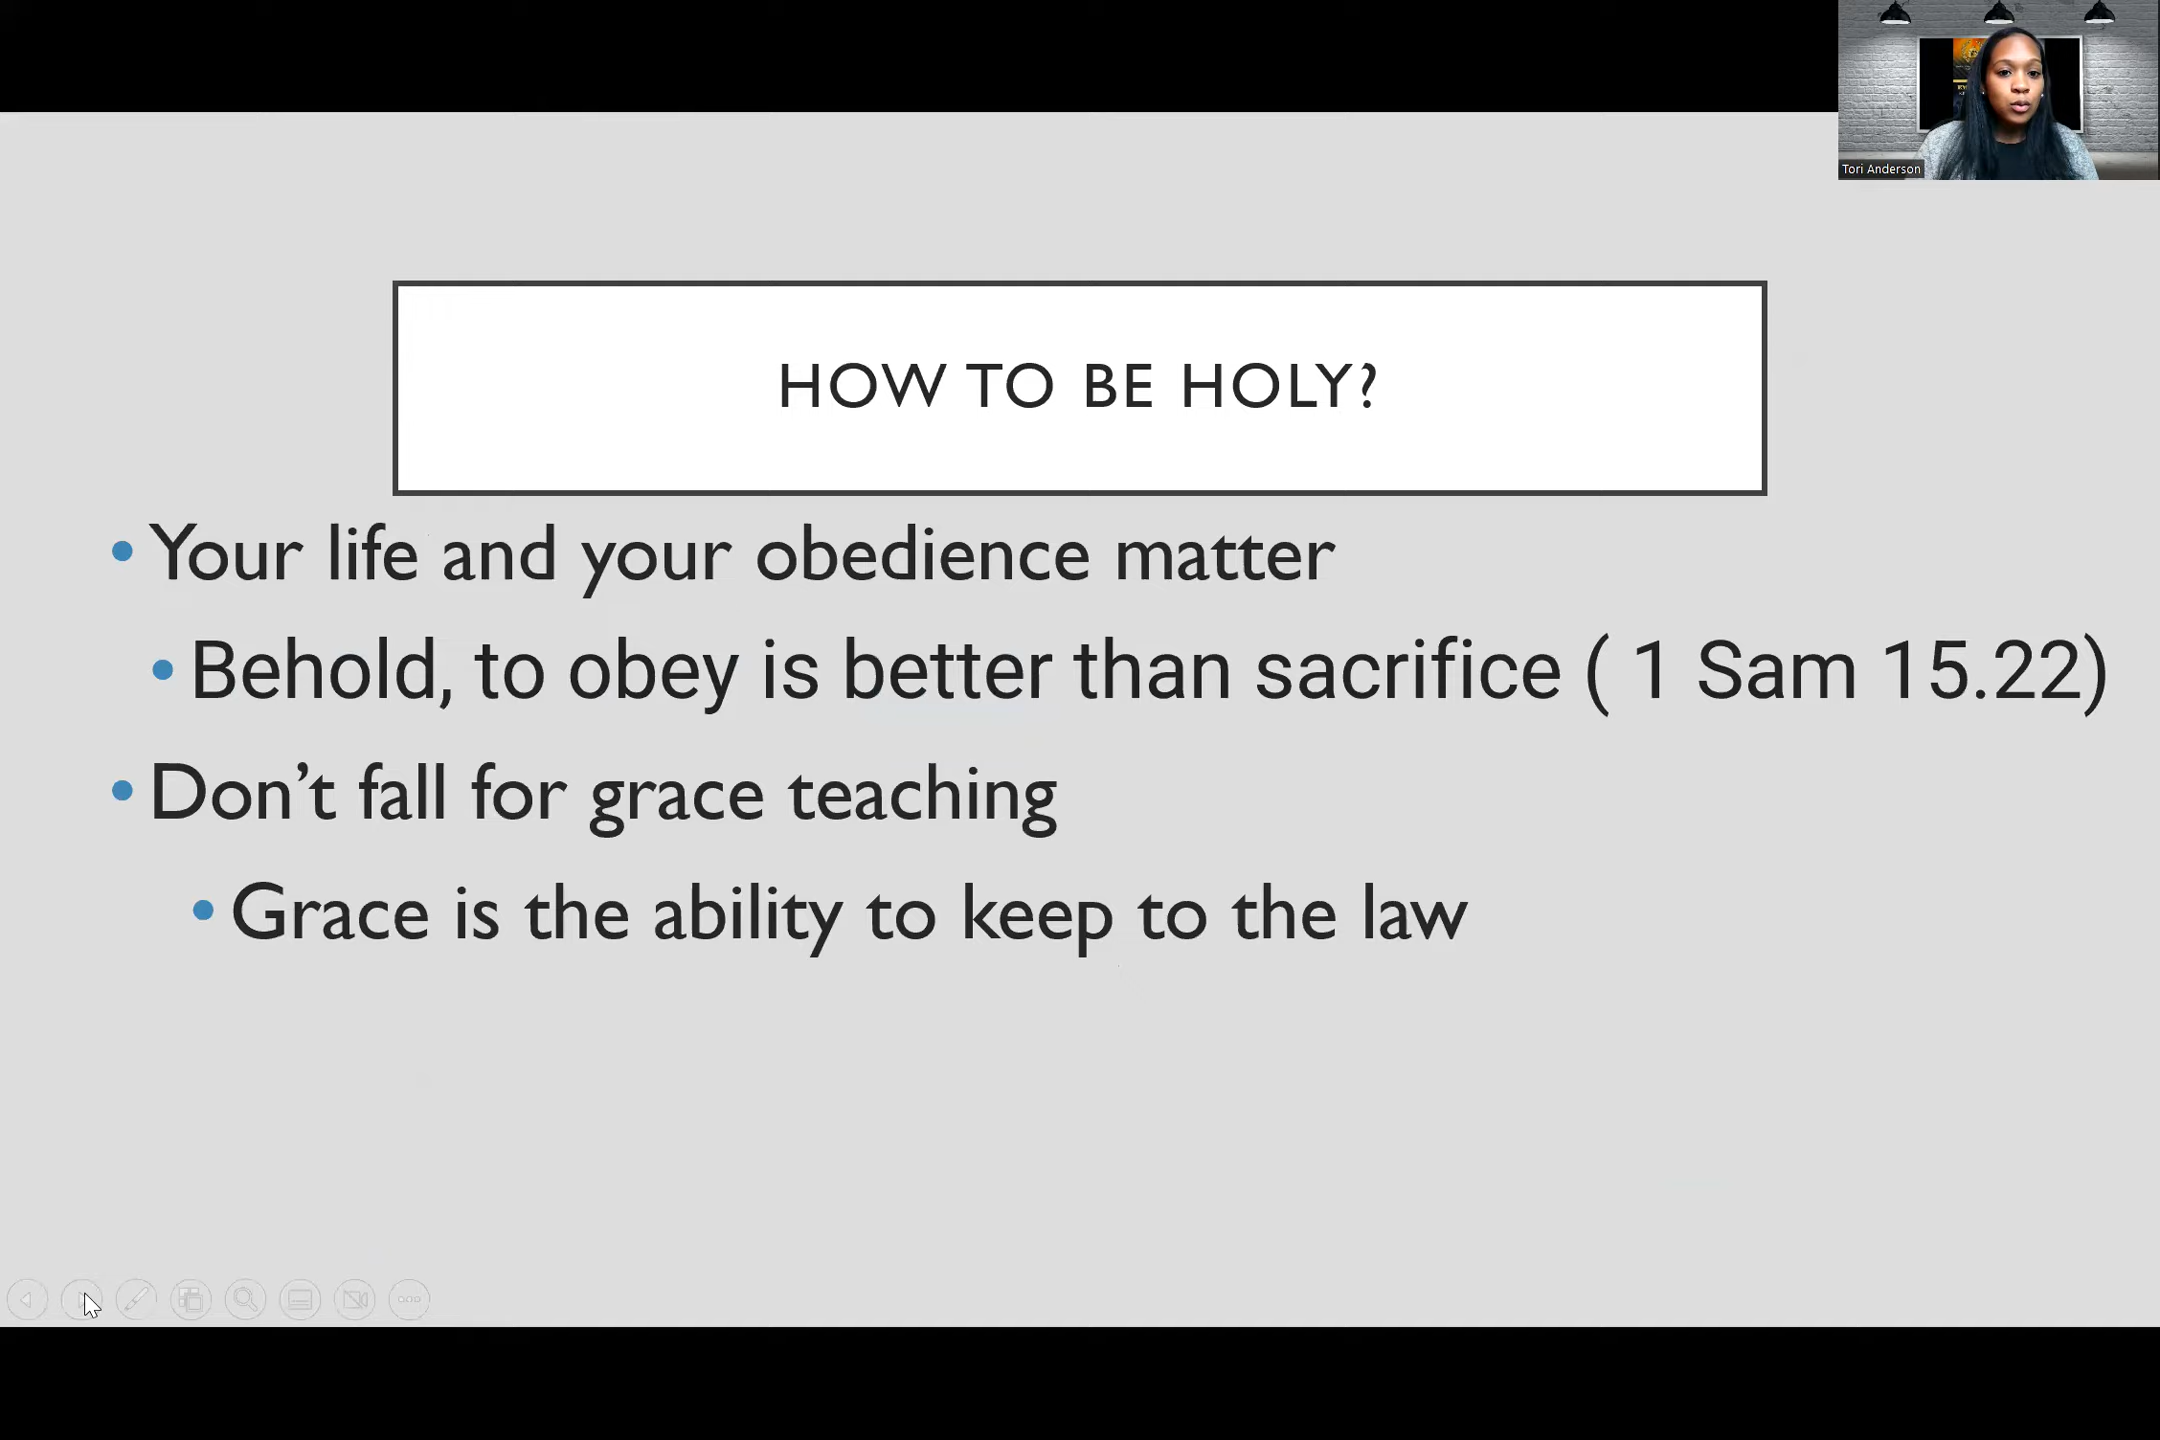 HOW TO BE HOLY?
Your life and your obedience matter
Behold, to obey is better than sacrifice ( 1 Sam 15.22)
Don't fall for grace teaching
Grace is the ability to keep to the law
Tori Anderson